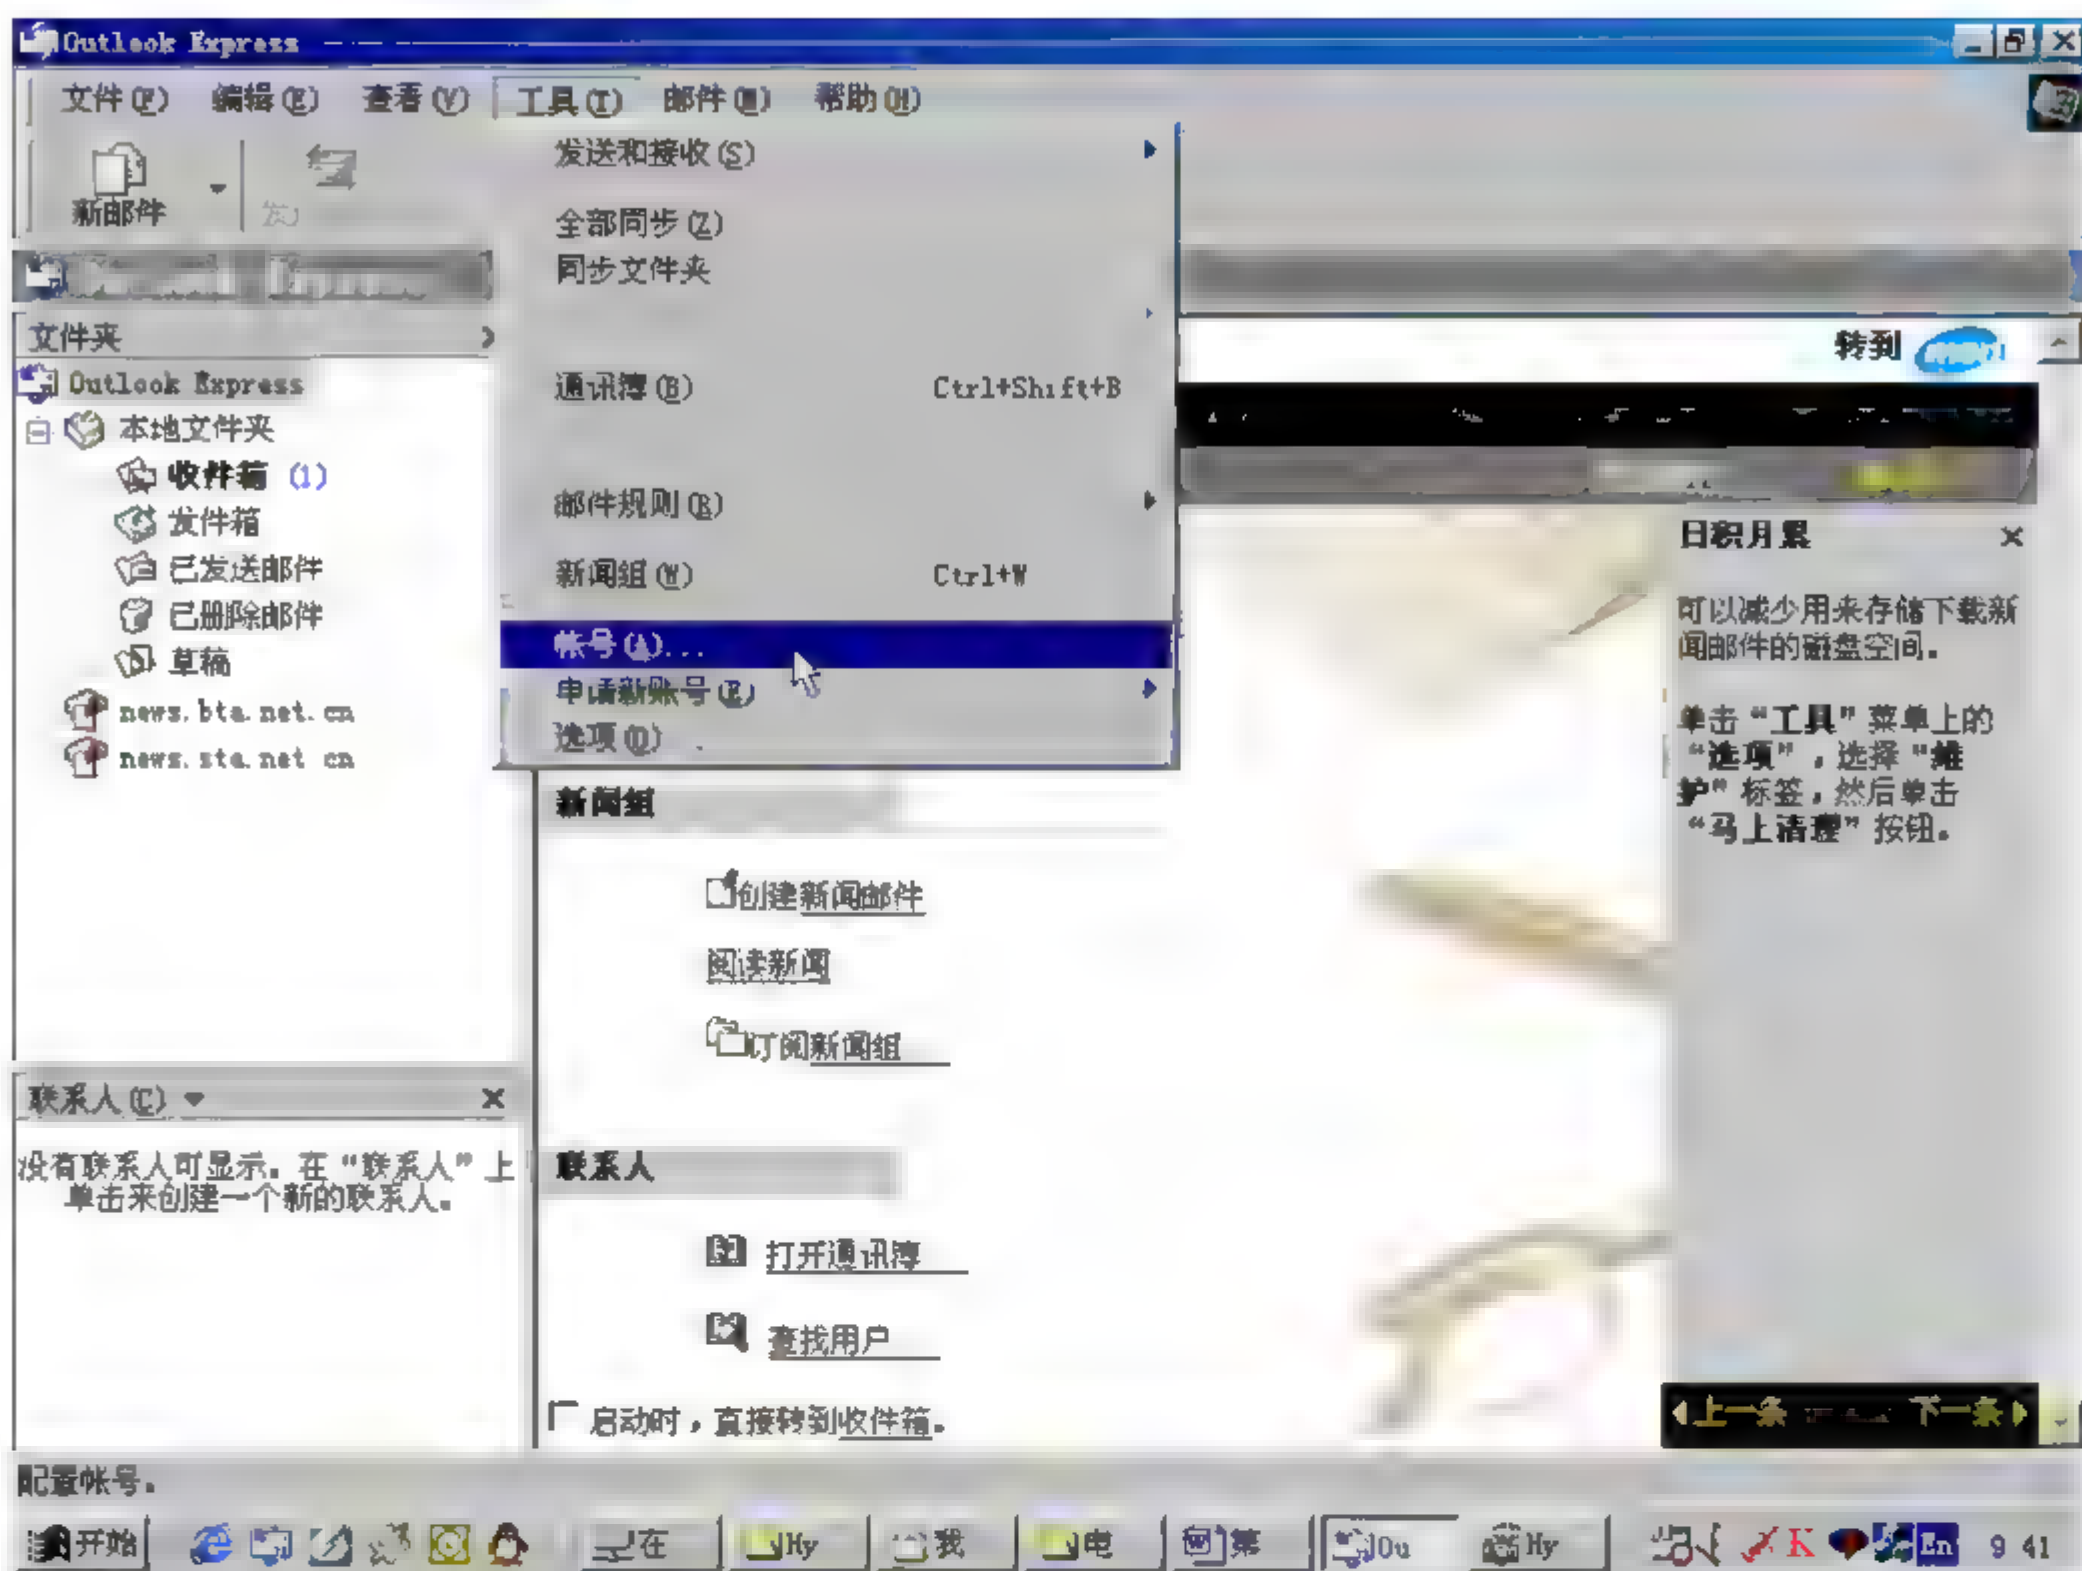 Outlook Express
文件(F) 编辑(E) 查看(V) 工具(T) 邮件(M) 帮助(H)
新邮件
发送和接收(S)
全部同步(Z)
同步文件夹
通讯簿(B) Ctrl+Shift+B
邮件规则(R)
新闻组(W) Ctrl+W
帐号(A)...
申请新账号(E)
选项(O)
文件夹
Outlook Express
本地文件夹
收件箱 (1)
发件箱
已发送邮件
已删除邮件
草稿
news.bta.net.cn
news.sta.net cn
联系人(C)
没有联系人可显示。在“联系人”上
单击来创建一个新的联系人。
转到
新闻组
创建新闻邮件
阅读新闻
订阅新闻组
联系人
打开通讯簿
查找用户
启动时，直接转到收件箱。
日积月累
可以减少用来存储下载新
闻邮件的磁盘空间。
单击“工具”菜单上的
“选项”，选择“维
护”标签，然后单击
“马上清理”按钮。
上一条 下一条
配置帐号。
开始 在 Hy 我 电 第 Ou Hy En 9 41